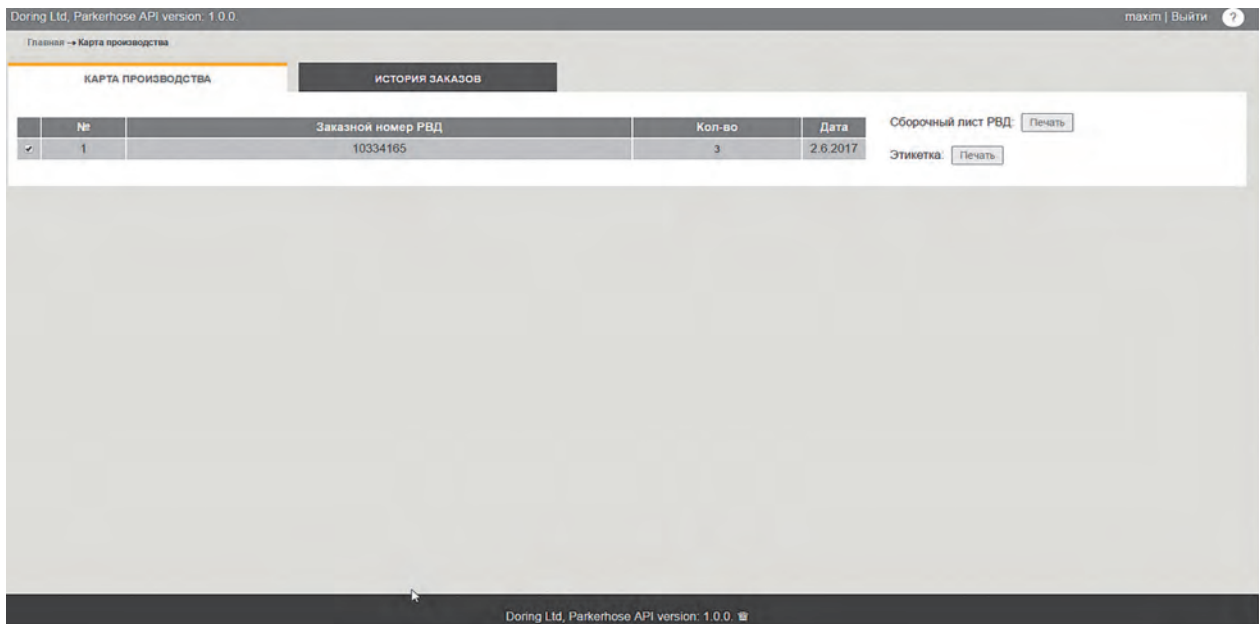 Doring Ltd, Parkerhose API version: 1.0.0. maxim | Выйти ?
Главная → Карта производства
КАРТА ПРОИЗВОДСТВА ИСТОРИЯ ЗАКАЗОВ
№ Заказной номер РВД Кол-во Дата
1 10334165 3 2.6.2017
Сборочный лист РВД: Печать
Этикетка: Печать
Doring Ltd, Parkerhose API version: 1.0.0. ☎